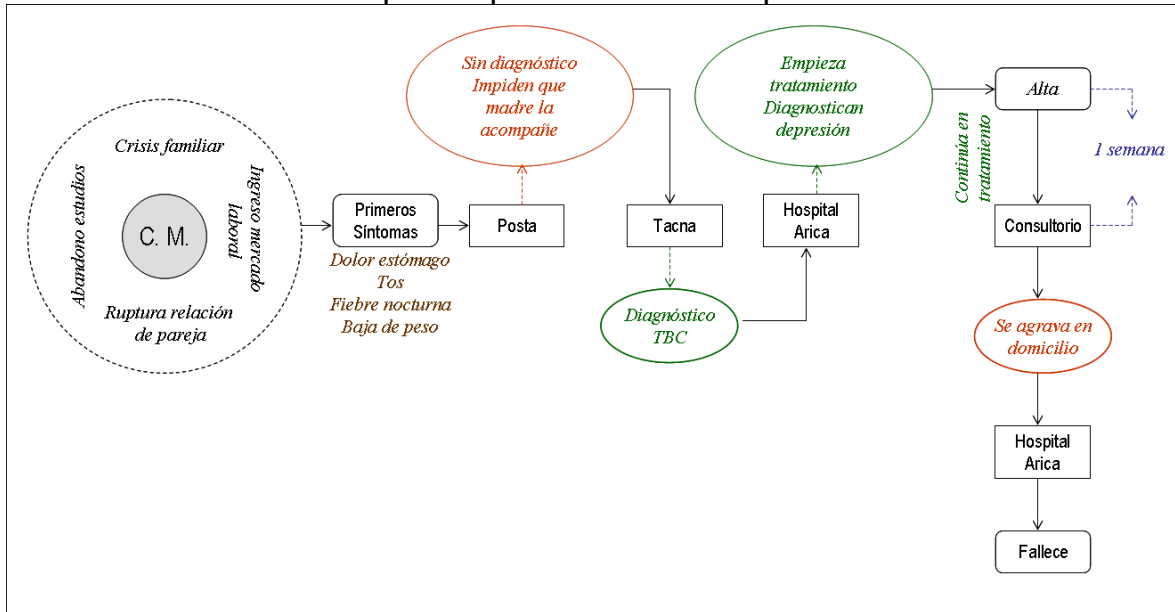 Crisis familiar
Abandono estudios
Ingreso mercado
laboral
C. M.
Ruptura relación
de pareja
Primeros
Síntomas
Dolor estómago
Tos
Fiebre nocturna
Baja de peso
Posta
Sin diagnóstico
Impiden que
madre la
acompañe
Tacna
Diagnóstico
TBC
Hospital
Arica
Empieza
tratamiento
Diagnostican
depresión
Continúa en
tratamiento
Alta
1 semana
Consultorio
Se agrava en
domicilio
Hospital
Arica
Fallece